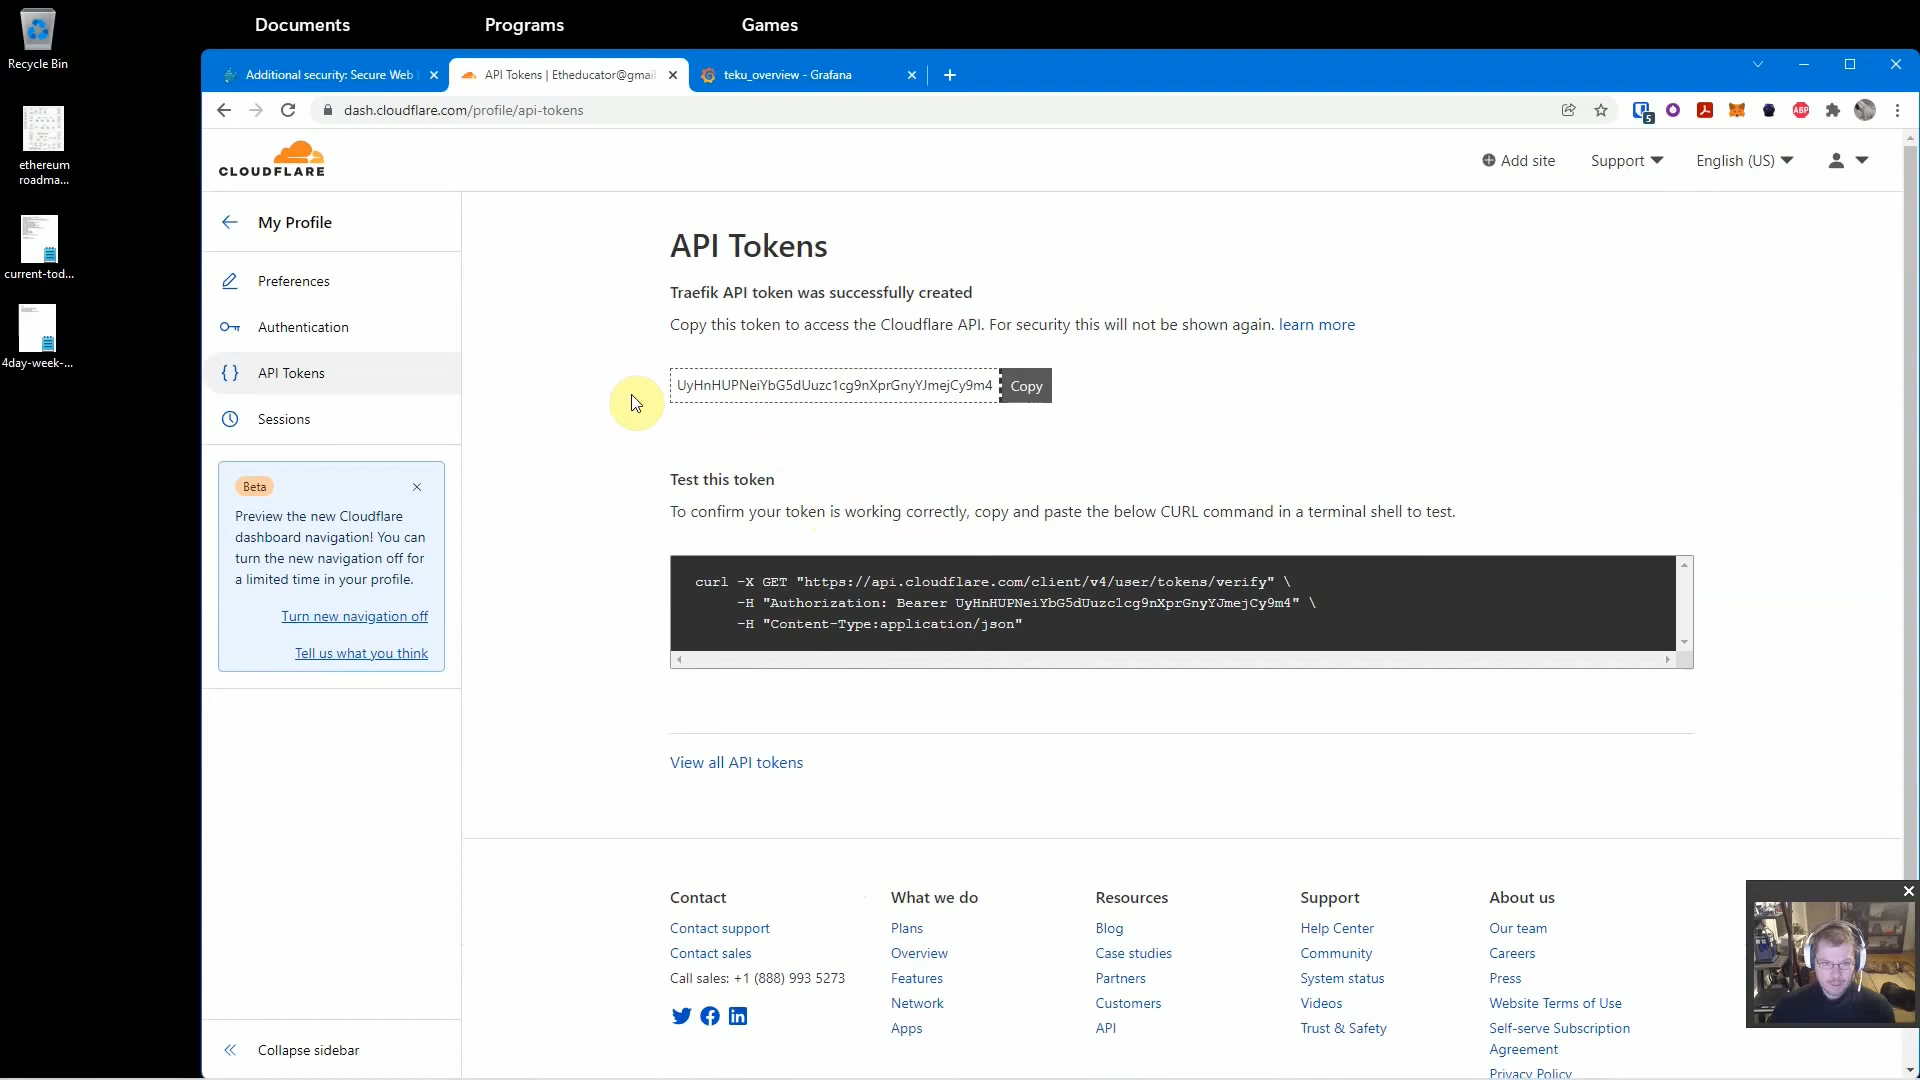 Documents
Programs
Games
Recycle Bin
ethereum
roadma...
current-tod...
4day-week-...
Additional security: Secure Web
API Tokens | Etheducator@gmail
teku_overview - Grafana
dash.cloudflare.com/profile/api-tokens
5
ABP
CLOUDFLARE
Add site
Support
English (US)
My Profile
Preferences
Authentication
API Tokens
Sessions
Beta
Preview the new Cloudflare
dashboard navigation! You can
turn the new navigation off for
a limited time in your profile.
Turn new navigation off
Tell us what you think
Collapse sidebar
API Tokens
Traefik API token was successfully created
Copy this token to access the Cloudflare API. For security this will not be shown again. learn more
UyHnHUPNeiYbG5dUuzc1cg9nXprGnyYJmejCy9m4
Copy
Test this token
To confirm your token is working correctly, copy and paste the below CURL command in a terminal shell to test.
curl -X GET "https://api.cloudflare.com/client/v4/user/tokens/verify" \
-H "Authorization: Bearer UyHnHUPNeiYbG5dUuzc1cg9nXprGnyYJmejCy9m4" \
-H "Content-Type:application/json"
View all API tokens
Contact
Contact support
Contact sales
Call sales: +1 (888) 993 5273
What we do
Plans
Overview
Features
Network
Apps
Resources
Blog
Case studies
Partners
Customers
API
Support
Help Center
Community
System status
Videos
Trust & Safety
About us
Our team
Careers
Press
Website Terms of Use
Self-serve Subscription
Agreement
Privacy Policy